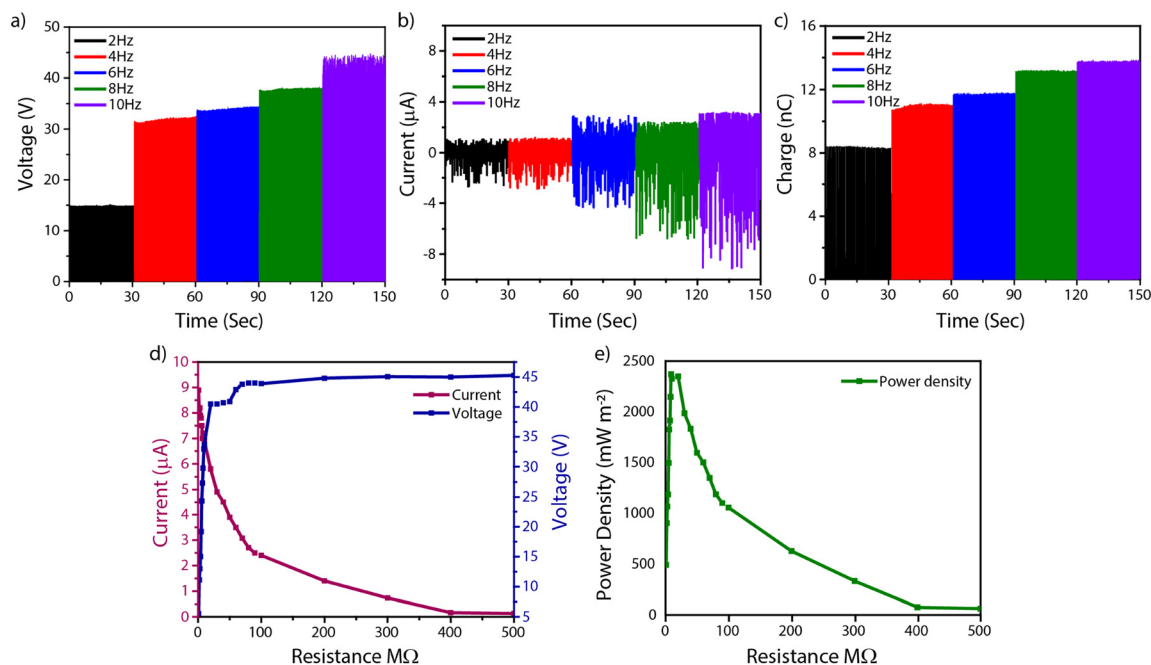 a)
50
40
30
20
10
0
Voltage (V)
2Hz
4Hz
6Hz
8Hz
10Hz
0 30 60 90 120 150
Time (Sec)
b)
8
4
0
-4
-8
Current (μA)
2Hz
4Hz
6Hz
8Hz
10Hz
0 30 60 90 120 150
Time (Sec)
c)
16
12
8
4
0
Charge (nC)
2Hz
4Hz
6Hz
8Hz
10Hz
0 30 60 90 120 150
Time (Sec)
d)
10
9
8
7
6
5
4
3
2
1
0
Current (μA)
Current
Voltage
45
40
35
30
25
20
15
10
5
Voltage (V)
0 100 200 300 400 500
Resistance MΩ
e)
2500
2000
1500
1000
500
0
Power Density (mW m⁻²)
Power density
0 100 200 300 400 500
Resistance MΩ